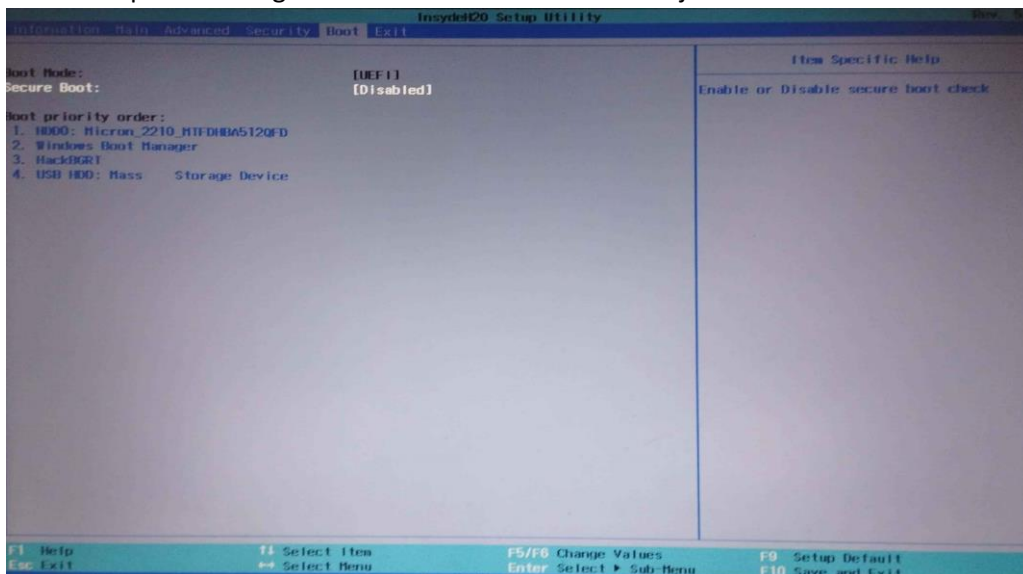 InsydeH20 Setup Utility
Information Main Advanced Security Boot Exit
Item Specific Help
Boot Mode: [UEFI]
Secure Boot: [Disabled]
Enable or Disable secure boot check
Boot priority order:
1. HDD0: Micron_2210_MTFDHBA512QFD
2. Windows Boot Manager
3. HackBGRT
4. USB HDD: Mass Storage Device
F1 Help ↑↓ Select Item F5/F6 Change Values F9 Setup Default
Esc Exit ↔ Select Menu Enter Select ▶ Sub-Menu F10 Save and Exit